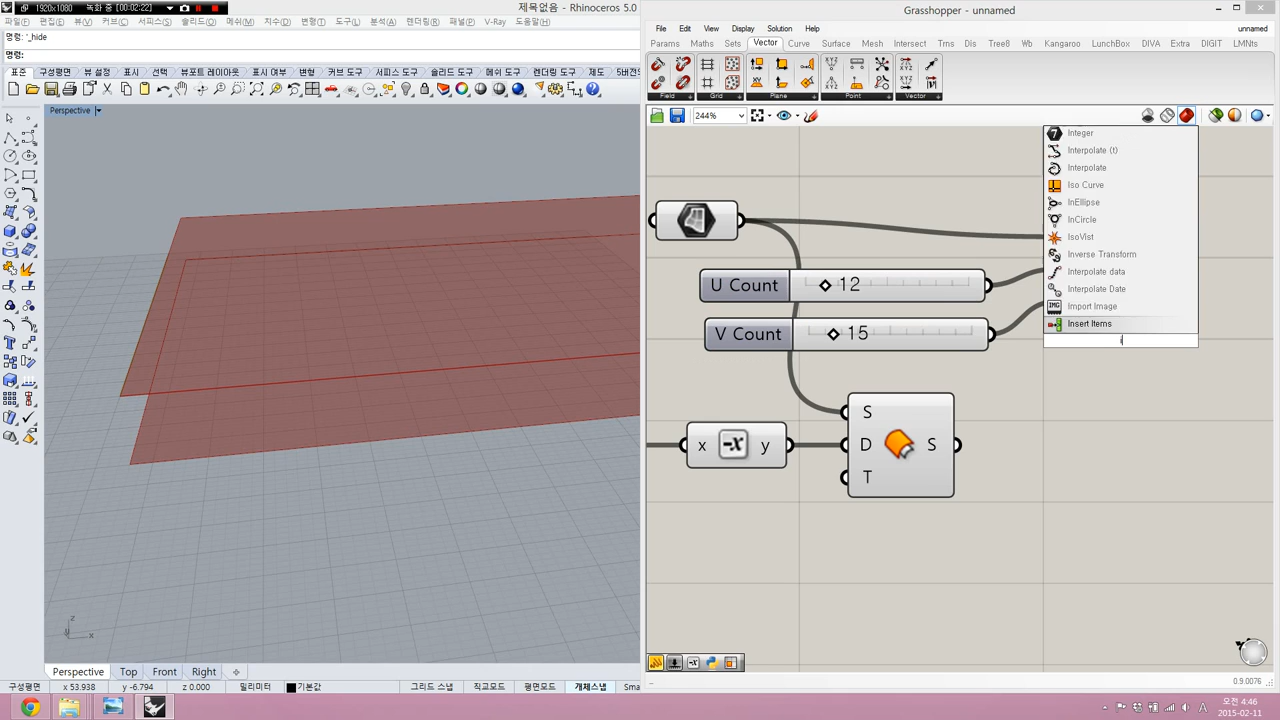 1920x1080 녹화 중 [00:02:22]
제목없음 - Rhinoceros 5.0
파일(F) 편집(E) 뷰(V) 커브(C) 서피스(S) 솔리드(O) 메쉬(M) 치수(D) 변형(T) 도구(L) 분석(A) 렌더링(R) 패널(P) V-Ray 도움말(H)
명령: '_hide
명령:
표준 구성평면 뷰 설정 표시 선택 뷰포트 레이아웃 표시 여부 변형 커브 도구 서피스 도구 솔리드 도구 메쉬 도구 렌더링 도구 제도
Perspective
z
y
x
Perspective Top Front Right
구성평면 x 53.938 y -6.794 z 0.000 밀리미터 기본값 그리드 스냅 직교모드 평면모드 개체스냅 Sma
Grasshopper - unnamed
File Edit View Display Solution Help unnamed
Params Maths Sets Vector Curve Surface Mesh Intersect Trns Dis Tree8 Wb Kangaroo LunchBox DIVA Extra DIGIT LMNts
Field Grid Plane Point Vector
244%
Integer
Interpolate (t)
Interpolate
Iso Curve
InEllipse
InCircle
IsoVist
Inverse Transform
Interpolate data
Interpolate Date
IMG Import Image
Insert Items
i
U Count 12
V Count 15
x -x y
S
D S
T
0.9.0076
A 오전 4:46
2015-02-11